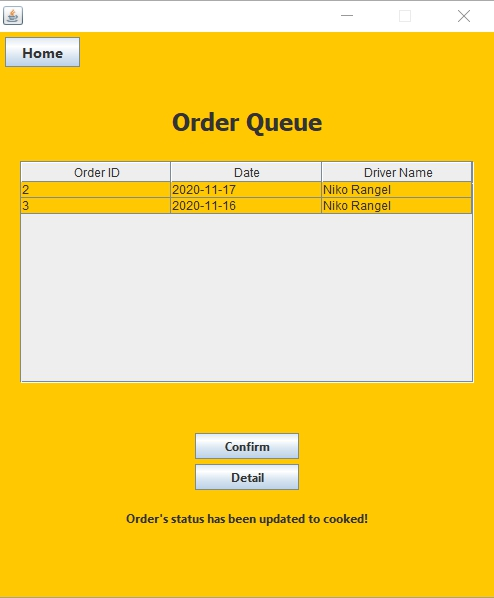 Home
Order Queue
Order ID Date Driver Name
2 2020-11-17 Niko Rangel
3 2020-11-16 Niko Rangel
Confirm
Detail
Order's status has been updated to cooked!